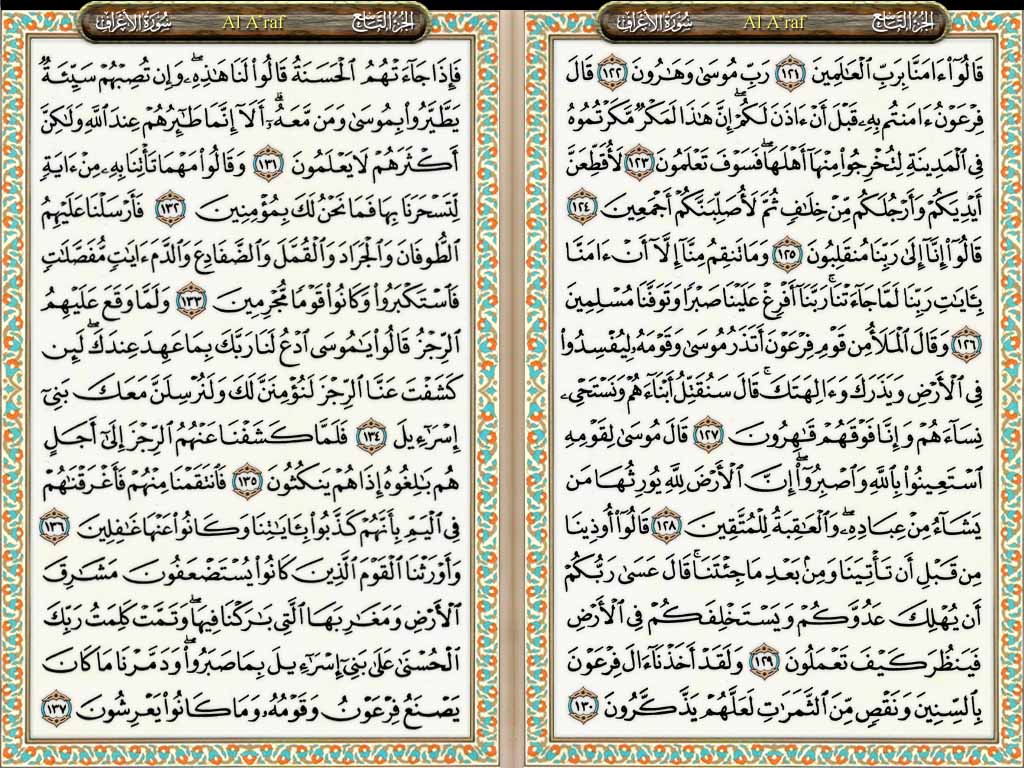 سورة الأعراف Al A'raf الجزء التاسع
قَالُوٓا۟ ءَامَنَّا بِرَبِّ ٱلْعَٰلَمِينَ ١٢١ رَبِّ مُوسَىٰ وَهَٰرُونَ ١٢٢ قَالَ
فِرْعَوْنُ ءَامَنتُم بِهِۦ قَبْلَ أَنْ ءَاذَنَ لَكُمْ ۖ إِنَّ هَٰذَا لَمَكْرٌ مَّكَرْتُمُوهُ
فِى ٱلْمَدِينَةِ لِتُخْرِجُوا۟ مِنْهَآ أَهْلَهَا ۖ فَسَوْفَ تَعْلَمُونَ ١٢٣ لَأُقَطِّعَنَّ
أَيْدِيَكُمْ وَأَرْجُلَكُم مِّنْ خِلَٰفٍ ثُمَّ لَأُصَلِّبَنَّكُمْ أَجْمَعِينَ ١٢٤
قَالُوٓا۟ إِنَّآ إِلَىٰ رَبِّنَا مُنقَلِبُونَ ١٢٥ وَمَا تَنقِمُ مِنَّآ إِلَّآ أَنْ ءَامَنَّا
بِـَٔايَٰتِ رَبِّنَا لَمَّا جَآءَتْنَا ۚ رَبَّنَآ أَفْرِغْ عَلَيْنَا صَبْرًا وَتَوَفَّنَا مُسْلِمِينَ
١٢٦ وَقَالَ ٱلْمَلَأُ مِن قَوْمِ فِرْعَوْنَ أَتَذَرُ مُوسَىٰ وَقَوْمَهُۥ لِيُفْسِدُوا۟
فِى ٱلْأَرْضِ وَيَذَرَكَ وَءَالِهَتَكَ ۚ قَالَ سَنُقَتِّلُ أَبْنَآءَهُمْ وَنَسْتَحْىِۦ
نِسَآءَهُمْ وَإِنَّا فَوْقَهُمْ قَٰهِرُونَ ١٢٧ قَالَ مُوسَىٰ لِقَوْمِهِ
ٱسْتَعِينُوا۟ بِٱللَّهِ وَٱصْبِرُوٓا۟ ۖ إِنَّ ٱلْأَرْضَ لِلَّهِ يُورِثُهَا مَن
يَشَآءُ مِنْ عِبَادِهِۦ ۖ وَٱلْعَٰقِبَةُ لِلْمُتَّقِينَ ١٢٨ قَالُوٓا۟ أُوذِينَا
مِن قَبْلِ أَن تَأْتِيَنَا وَمِنۢ بَعْدِ مَا جِئْتَنَا ۚ قَالَ عَسَىٰ رَبُّكُمْ
أَن يُهْلِكَ عَدُوَّكُمْ وَيَسْتَخْلِفَكُمْ فِى ٱلْأَرْضِ
فَيَنظُرَ كَيْفَ تَعْمَلُونَ ١٢٩ وَلَقَدْ أَخَذْنَآ ءَالَ فِرْعَوْنَ
بِٱلسِّنِينَ وَنَقْصٍ مِّنَ ٱلثَّمَرَٰتِ لَعَلَّهُمْ يَذَّكَّرُونَ ١٣٠
سورة الأعراف Al A'raf الجزء التاسع
فَإِذَا جَآءَتْهُمُ ٱلْحَسَنَةُ قَالُوا۟ لَنَا هَٰذِهِۦ ۖ وَإِن تُصِبْهُمْ سَيِّئَةٌ
يَطَّيَّرُوا۟ بِمُوسَىٰ وَمَن مَّعَهُۥٓ ۗ أَلَآ إِنَّمَا طَٰٓئِرُهُمْ عِندَ ٱللَّهِ وَلَٰكِنَّ
أَكْثَرَهُمْ لَا يَعْلَمُونَ ١٣١ وَقَالُوا۟ مَهْمَا تَأْتِنَا بِهِۦ مِنْ ءَايَةٍ
لِّتَسْحَرَنَا بِهَا فَمَا نَحْنُ لَكَ بِمُؤْمِنِينَ ١٣٢ فَأَرْسَلْنَا عَلَيْهِمُ
ٱلطُّوفَانَ وَٱلْجَرَادَ وَٱلْقُمَّلَ وَٱلضَّفَادِعَ وَٱلدَّمَ ءَايَٰتٍ مُّفَصَّلَٰتٍ
فَٱسْتَكْبَرُوا۟ وَكَانُوا۟ قَوْمًا مُّجْرِمِينَ ١٣٣ وَلَمَّا وَقَعَ عَلَيْهِمُ
ٱلرِّجْزُ قَالُوا۟ يَٰمُوسَى ٱدْعُ لَنَا رَبَّكَ بِمَا عَهِدَ عِندَكَ ۖ لَئِن
كَشَفْتَ عَنَّا ٱلرِّجْزَ لَنُؤْمِنَنَّ لَكَ وَلَنُرْسِلَنَّ مَعَكَ بَنِىٓ
إِسْرَٰٓءِيلَ ١٣٤ فَلَمَّا كَشَفْنَا عَنْهُمُ ٱلرِّجْزَ إِلَىٰٓ أَجَلٍ
هُم بَٰلِغُوهُ إِذَا هُمْ يَنكُثُونَ ١٣٥ فَٱنتَقَمْنَا مِنْهُمْ فَأَغْرَقْنَٰهُمْ
فِى ٱلْيَمِّ بِأَنَّهُمْ كَذَّبُوا۟ بِـَٔايَٰتِنَا وَكَانُوا۟ عَنْهَا غَٰفِلِينَ ١٣٦
وَأَوْرَثْنَا ٱلْقَوْمَ ٱلَّذِينَ كَانُوا۟ يُسْتَضْعَفُونَ مَشَٰرِقَ
ٱلْأَرْضِ وَمَغَٰرِبَهَا ٱلَّتِى بَٰرَكْنَا فِيهَا ۖ وَتَمَّتْ كَلِمَتُ رَبِّكَ
ٱلْحُسْنَىٰ عَلَىٰ بَنِىٓ إِسْرَٰٓءِيلَ بِمَا صَبَرُوا۟ ۖ وَدَمَّرْنَا مَا كَانَ
يَصْنَعُ فِرْعَوْنُ وَقَوْمُهُۥ وَمَا كَانُوا۟ يَعْرِشُونَ ١٣٧